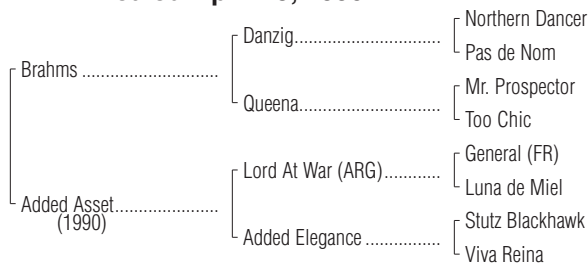 Northern Dancer
Danzig
Pas de Nom
Brahms
Mr. Prospector
Queena
Too Chic
General (FR)
Lord At War (ARG)
Luna de Miel
Added Asset
(1990)
Stutz Blackhawk
Added Elegance
Viva Reina